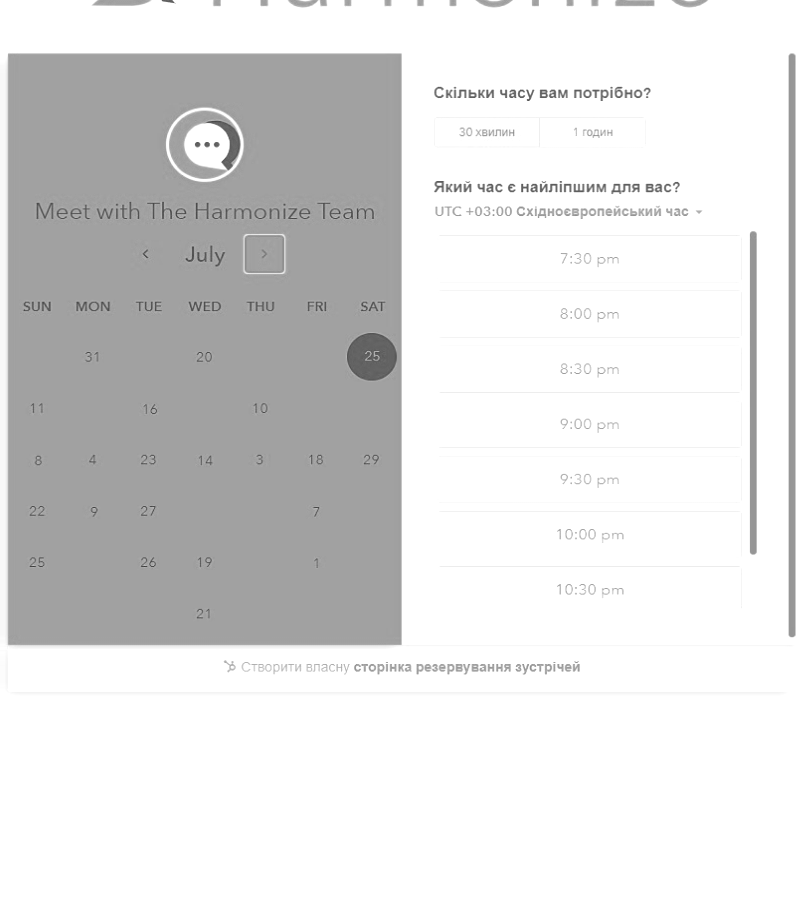 Harmonize
Meet with The Harmonize Team
July
SUN MON TUE WED THU FRI SAT
31 20 25
11 16 10
8 4 23 14 3 18 29
22 9 27 7
25 26 19 1
21
Скільки часу вам потрібно?
30 хвилин 1 годин
Який час є найліпшим для вас?
UTC +03:00 Східноєвропейський час
7:30 pm
8:00 pm
8:30 pm
9:00 pm
9:30 pm
10:00 pm
10:30 pm
Створити власну сторінка резервування зустрічей